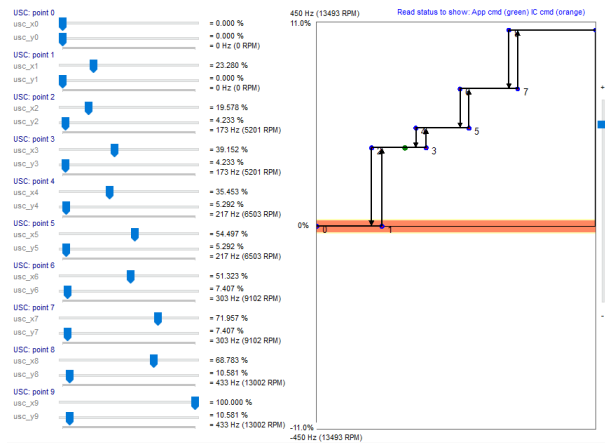 USC: point 0
usc_x0 = 0.000 %
usc_y0 = 0.000 %
= 0 Hz (0 RPM)
USC: point 1
usc_x1 = 23.280 %
usc_y1 = 0.000 %
= 0 Hz (0 RPM)
USC: point 2
usc_x2 = 19.578 %
usc_y2 = 4.233 %
= 173 Hz (5201 RPM)
USC: point 3
usc_x3 = 39.152 %
usc_y3 = 4.233 %
= 173 Hz (5201 RPM)
USC: point 4
usc_x4 = 35.453 %
usc_y4 = 5.292 %
= 217 Hz (6503 RPM)
USC: point 5
usc_x5 = 54.497 %
usc_y5 = 5.292 %
= 217 Hz (6503 RPM)
USC: point 6
usc_x6 = 51.323 %
usc_y6 = 7.407 %
= 303 Hz (9102 RPM)
USC: point 7
usc_x7 = 71.957 %
usc_y7 = 7.407 %
= 303 Hz (9102 RPM)
USC: point 8
usc_x8 = 68.783 %
usc_y8 = 10.581 %
= 433 Hz (13002 RPM)
USC: point 9
usc_x9 = 100.000 %
usc_y9 = 10.581 %
= 433 Hz (13002 RPM)
450 Hz (13493 RPM) Read status to show: App cmd (green) IC cmd (orange)
11.0%
7
5
3
0%
0 1
-11.0%
-450 Hz (13493 RPM)
+
-